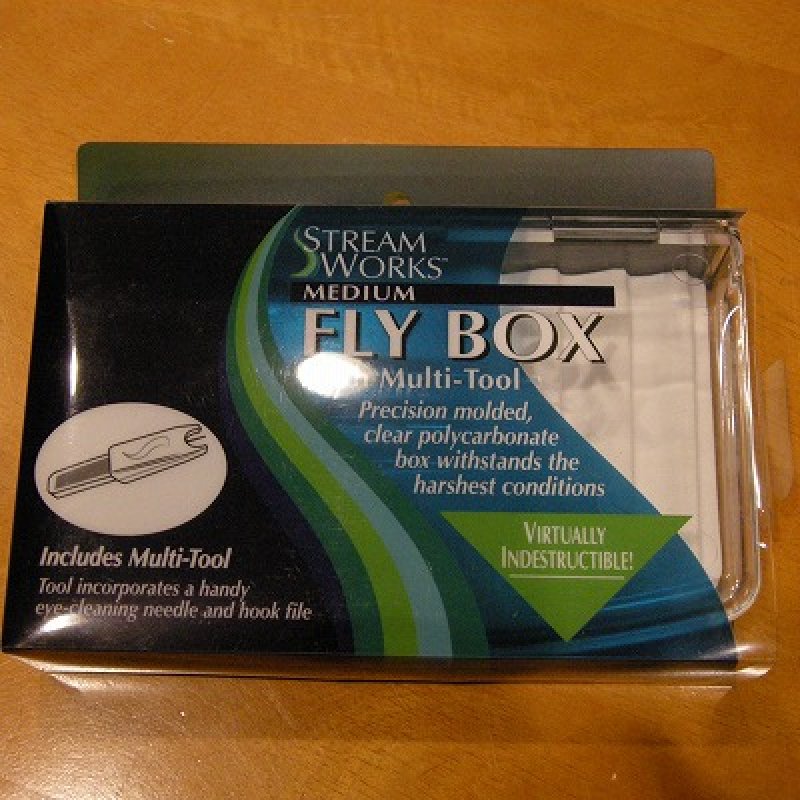 STREAM
WORKS™
MEDIUM
FLY BOX
Multi-Tool
Precision molded,
clear polycarbonate
box withstands the
harshest conditions
VIRTUALLY
INDESTRUCTIBLE!
Includes Multi-Tool
Tool incorporates a handy
eye-cleaning needle and hook file